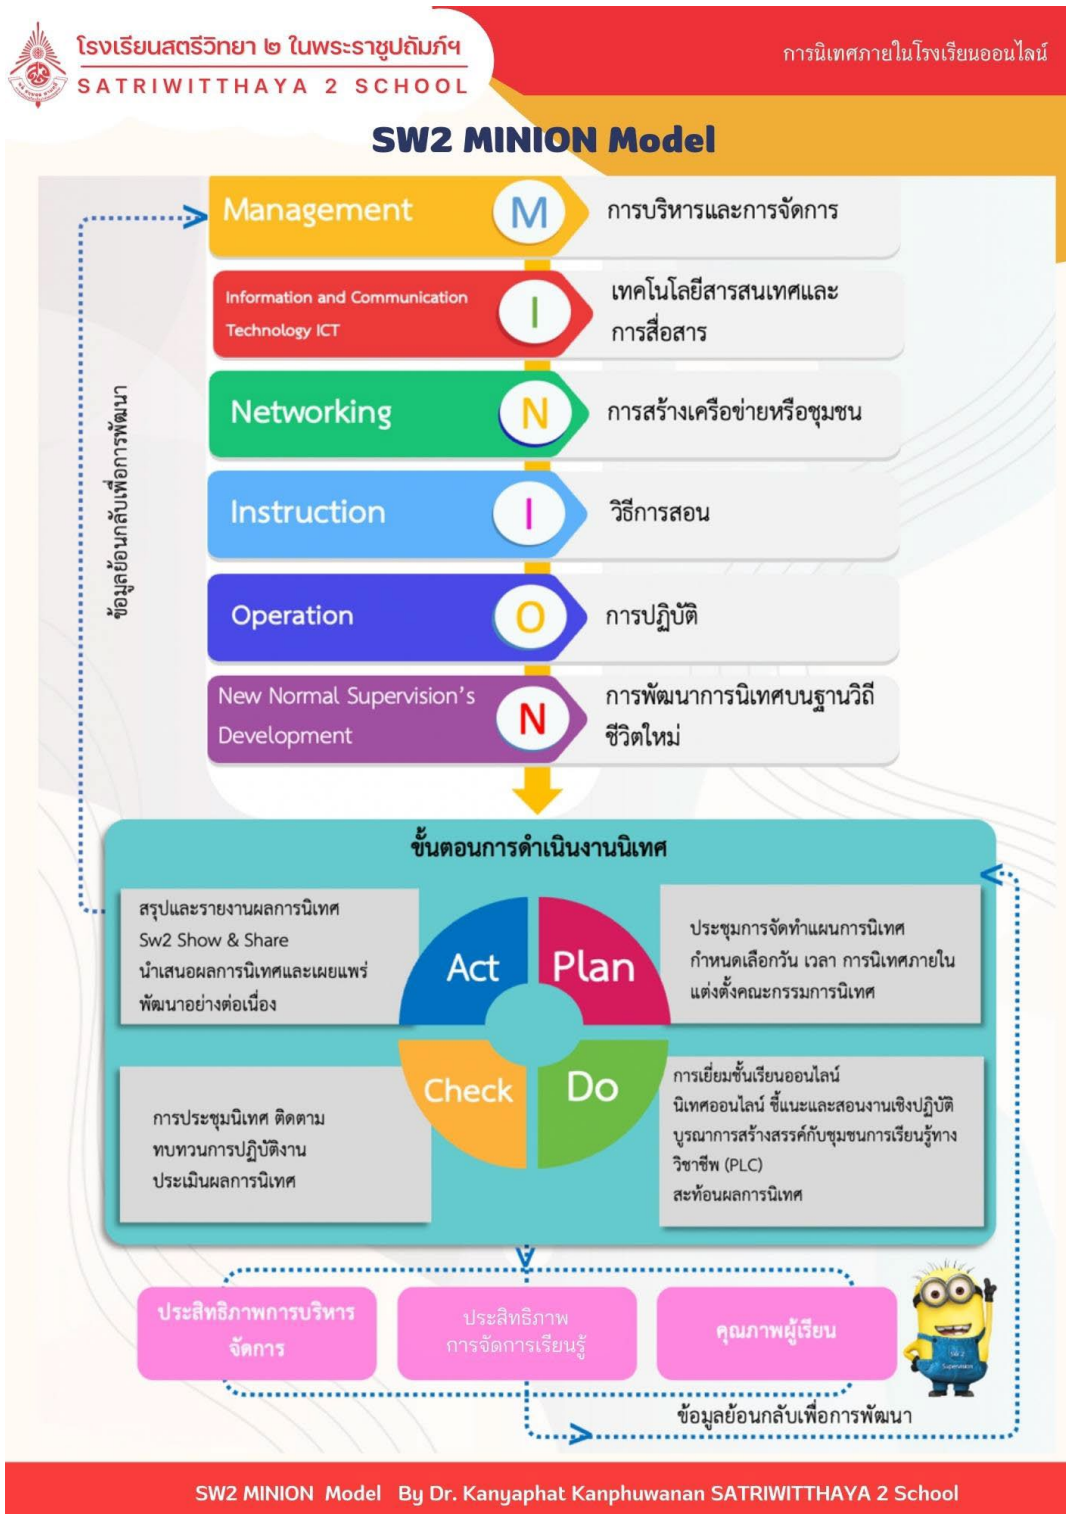 โรงเรียนสตรีวิทยา ๒ ในพระราชูปถัมภ์ฯ
SATRIWITTHAYA 2 SCHOOL
การนิเทศภายในโรงเรียนออนไลน์
SW2 MINION Model
Management
M
การบริหารและการจัดการ
Information and Communication
Technology ICT
I
เทคโนโลยีสารสนเทศและ
การสื่อสาร
Networking
N
การสร้างเครือข่ายหรือชุมชน
Instruction
I
วิธีการสอน
Operation
O
การปฏิบัติ
New Normal Supervision's
Development
N
การพัฒนาการนิเทศบนฐานวิถี
ชีวิตใหม่
ข้อมูลย้อนกลับเพื่อการพัฒนา
ขั้นตอนการดำเนินงานนิเทศ
สรุปและรายงานผลการนิเทศ
Sw2 Show & Share
นำเสนอผลการนิเทศและเผยแพร่
พัฒนาอย่างต่อเนื่อง
Act
Plan
ประชุมการจัดทำแผนการนิเทศ
กำหนดเลือกวัน เวลา การนิเทศภายใน
แต่งตั้งคณะกรรมการนิเทศ
การประชุมนิเทศ ติดตาม
ทบทวนการปฏิบัติงาน
ประเมินผลการนิเทศ
Check
Do
การเยี่ยมชั้นเรียนออนไลน์
นิเทศออนไลน์ ชี้แนะและสอนงานเชิงปฏิบัติ
บูรณาการสร้างสรรค์กับชุมชนการเรียนรู้ทาง
วิชาชีพ (PLC)
สะท้อนผลการนิเทศ
ประสิทธิภาพการบริหาร
จัดการ
ประสิทธิภาพ
การจัดการเรียนรู้
คุณภาพผู้เรียน
SW 2
Supervision
ข้อมูลย้อนกลับเพื่อการพัฒนา
SW2 MINION Model By Dr. Kanyaphat Kanphuwanan SATRIWITTHAYA 2 School